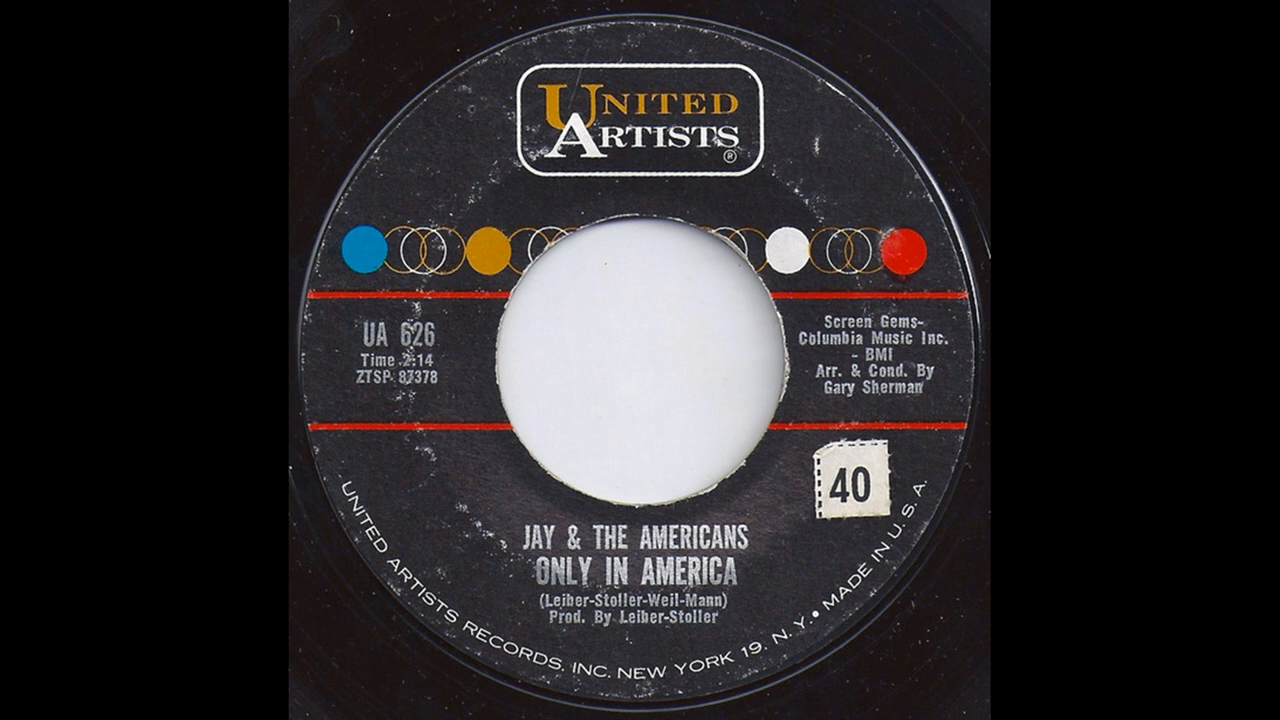 UNITED
ARTISTS
®
UA 626
Time 2:14
ZTSP 87378
Screen Gems-
Columbia Music Inc.
- BMI
Arr. & Cond. By
Gary Sherman
40
JAY & THE AMERICANS
ONLY IN AMERICA
(Leiber-Stoller-Weil-Mann)
Prod. By Leiber-Stoller
UNITED ARTISTS RECORDS, INC. NEW YORK 19, N. Y. • MADE IN U. S. A.